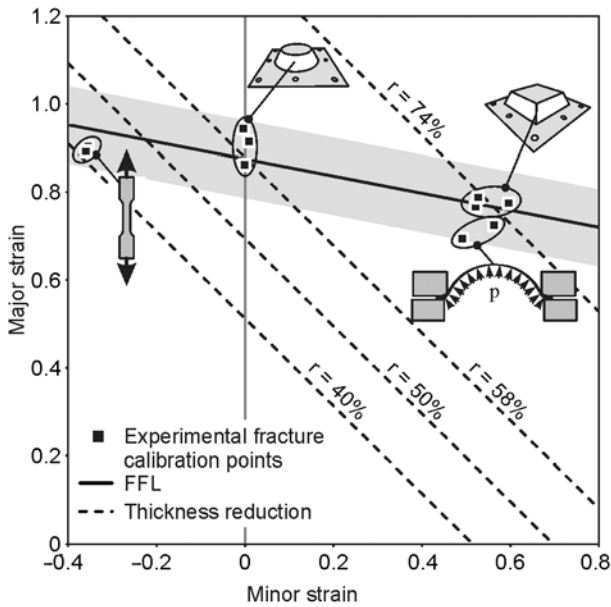 1.2
1.0
0.8
0.6
0.4
0.2
0
Major strain
r = 74%
r = 58%
r = 50%
r = 40%
p
Experimental fracture
calibration points
FFL
Thickness reduction
−0.4
−0.2
0
0.2
0.4
0.6
0.8
Minor strain